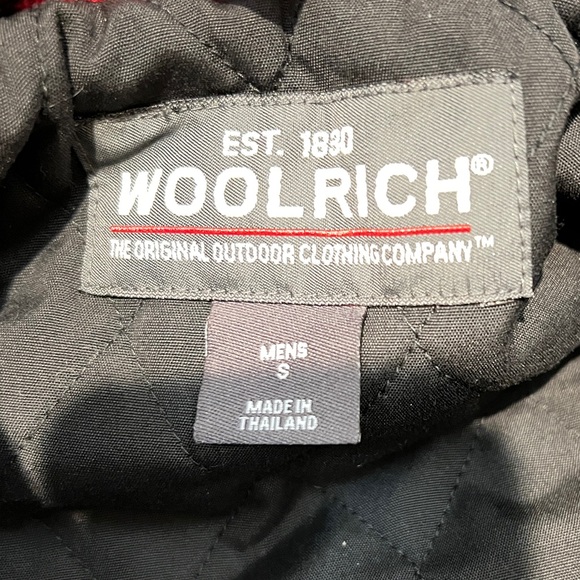 EST. 1830
WOOLRICH®
THE ORIGINAL OUTDOOR CLOTHING COMPANY™
MENS
S
MADE IN
THAILAND